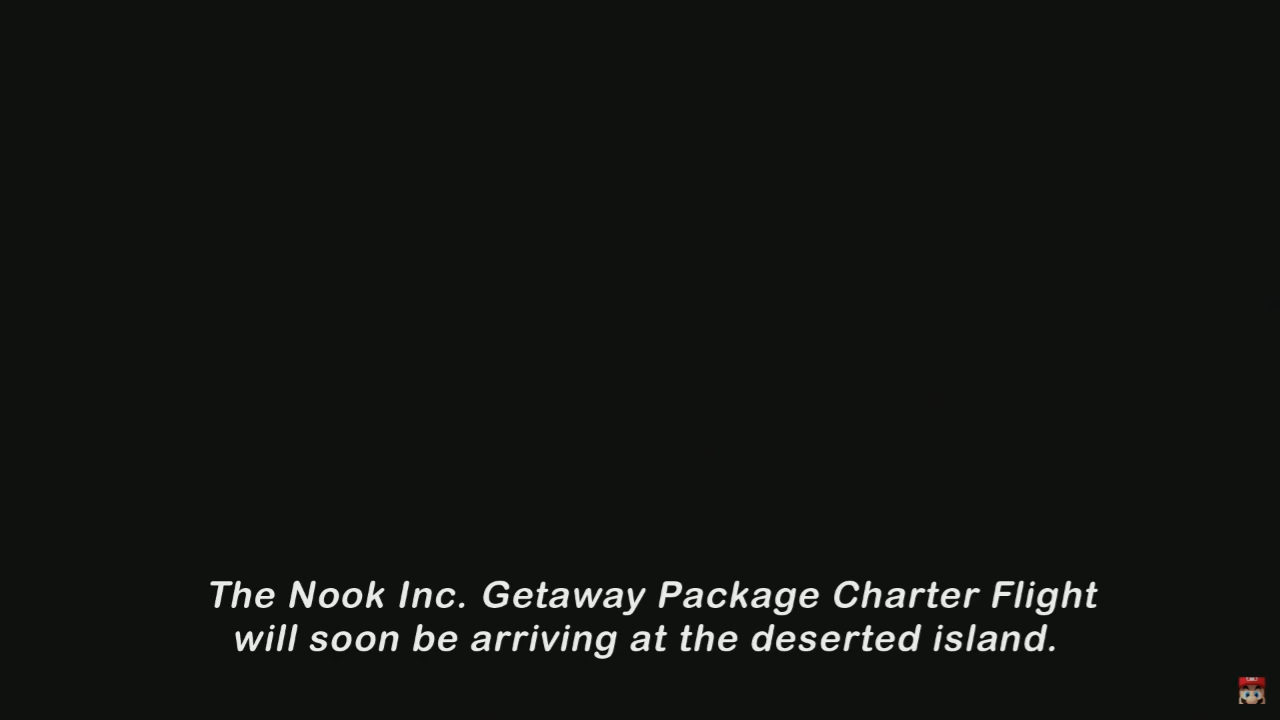 The Nook Inc. Getaway Package Charter Flight
will soon be arriving at the deserted island.